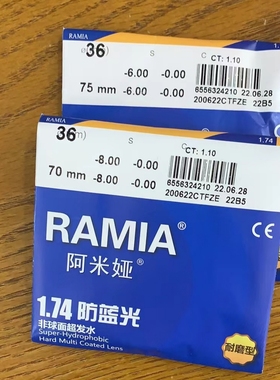 RAMIA
36
S
C
CT: 1.10
-6.00 -0.00
75 mm -6.00 -0.00
6556324210 22.06.28
200622CTFZE 22B5
1.74
36m)
S
C
CT: 1.10
-8.00 -0.00
70 mm -8.00 -0.00
6556324210 22.06.28
200622CTFZE 22B5
RAMIA®
阿米娅®
1.74 防蓝光
非球面超发水
Super-Hydrophobic
Hard Multi Coated Lens
耐磨型
CE